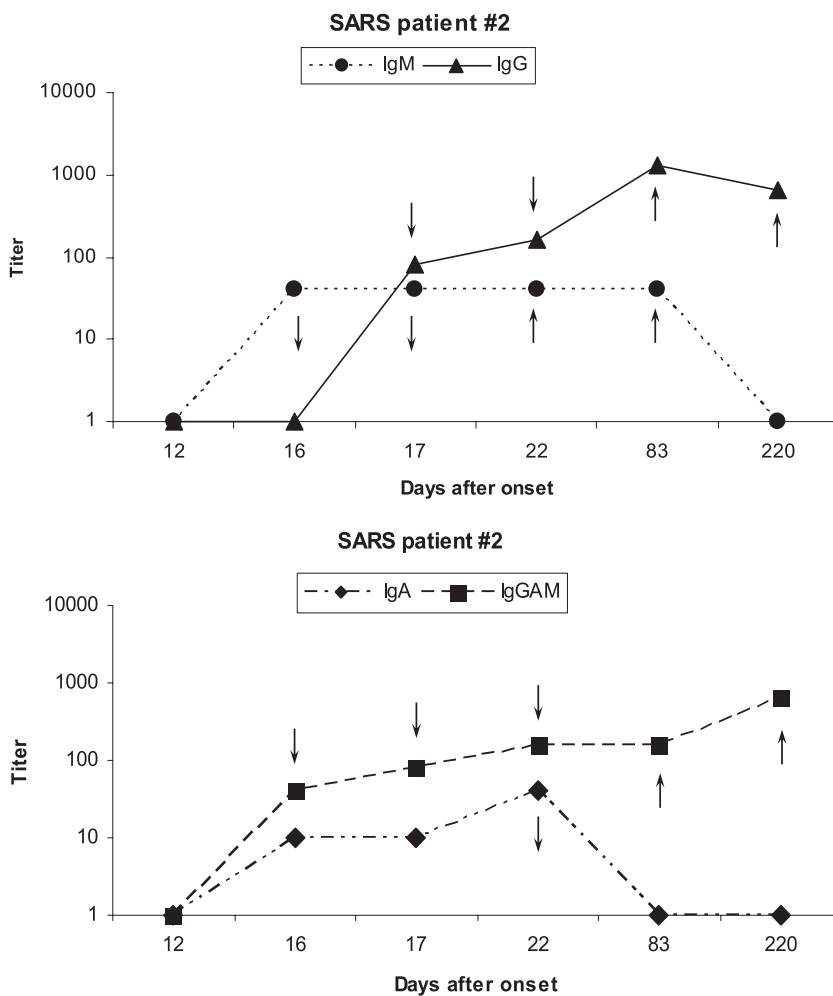 SARS patient #2
IgM IgG
10000
1000
100
10
1
Titer
12 16 17 22 83 220
Days after onset
SARS patient #2
IgA IgGAM
10000
1000
100
10
1
Titer
12 16 17 22 83 220
Days after onset